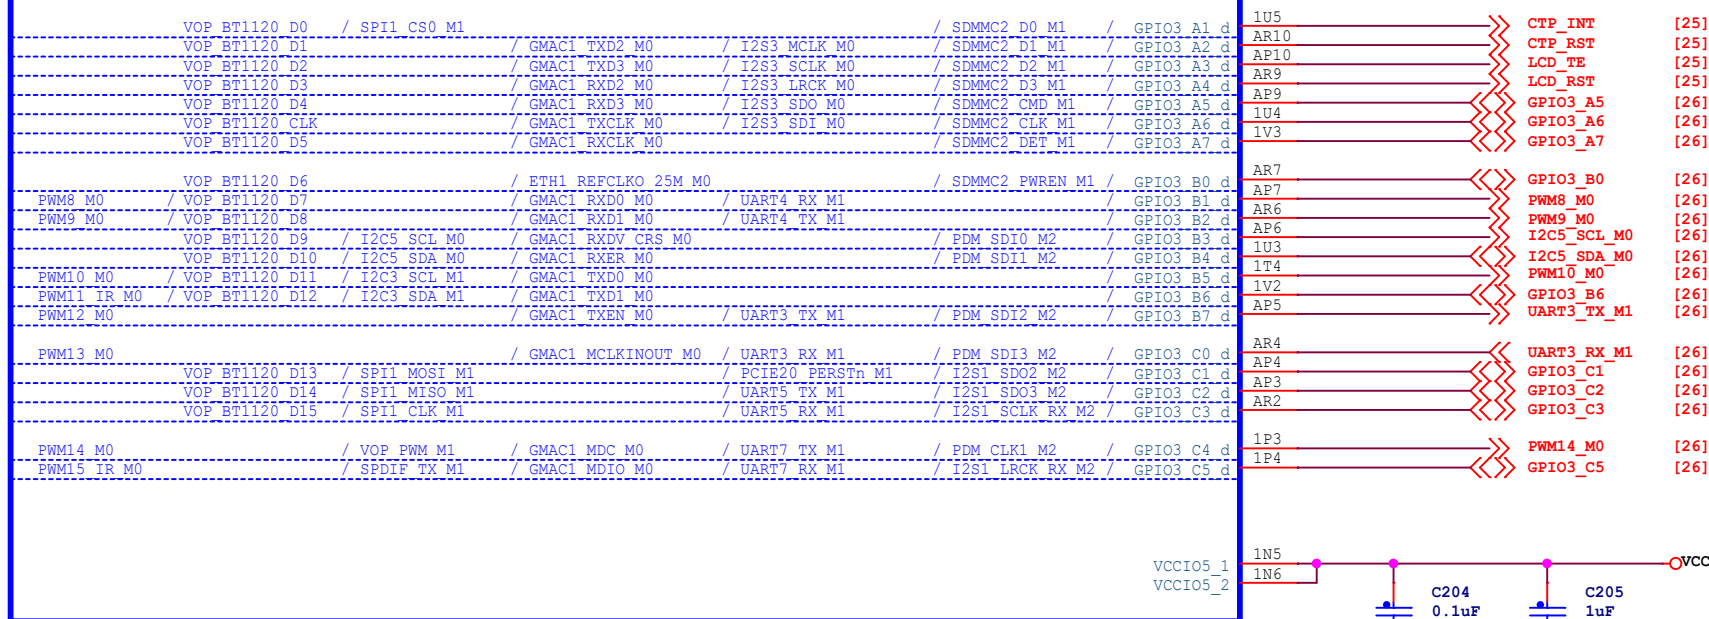 VOP_BT1120_D0 / SPI1_CS0_M1 / SDMMC2_D0_M1 / GPIO3_A1_d 1U5 CTP_INT [25]
VOP_BT1120_D1 / GMAC1_TXD2_M0 / I2S3_MCLK_M0 / SDMMC2_D1_M1 / GPIO3_A2_d AR10 CTP_RST [25]
VOP_BT1120_D2 / GMAC1_TXD3_M0 / I2S3_SCLK_M0 / SDMMC2_D2_M1 / GPIO3_A3_d AP10 LCD_TE [25]
VOP_BT1120_D3 / GMAC1_RXD2_M0 / I2S3_LRCK_M0 / SDMMC2_D3_M1 / GPIO3_A4_d AR9 LCD_RST [25]
VOP_BT1120_D4 / GMAC1_RXD3_M0 / I2S3_SDO_M0 / SDMMC2_CMD_M1 / GPIO3_A5_d AP9 GPIO3_A5 [26]
VOP_BT1120_CLK / GMAC1_TXCLK_M0 / I2S3_SDI_M0 / SDMMC2_CLK_M1 / GPIO3_A6_d 1U4 GPIO3_A6 [26]
VOP_BT1120_D5 / GMAC1_RXCLK_M0 / SDMMC2_DET_M1 / GPIO3_A7_d 1V3 GPIO3_A7 [26]
VOP_BT1120_D6 / ETH1_REFCLKO_25M_M0 / SDMMC2_PWREN_M1 / GPIO3_B0_d AR7 GPIO3_B0 [26]
PWM8_M0 / VOP_BT1120_D7 / GMAC1_RXD0_M0 / UART4_RX_M1 / GPIO3_B1_d AP7 PWM8_M0 [26]
PWM9_M0 / VOP_BT1120_D8 / GMAC1_RXD1_M0 / UART4_TX_M1 / GPIO3_B2_d AR6 PWM9_M0 [26]
VOP_BT1120_D9 / I2C5_SCL_M0 / GMAC1_RXDV_CRS_M0 / PDM_SDI0_M2 / GPIO3_B3_d AP6 I2C5_SCL_M0 [26]
VOP_BT1120_D10 / I2C5_SDA_M0 / GMAC1_RXER_M0 / PDM_SDI1_M2 / GPIO3_B4_d 1U3 I2C5_SDA_M0 [26]
PWM10_M0 / VOP_BT1120_D11 / I2C3_SCL_M1 / GMAC1_TXD0_M0 / GPIO3_B5_d 1T4 PWM10_M0 [26]
PWM11_IR_M0 / VOP_BT1120_D12 / I2C3_SDA_M1 / GMAC1_TXD1_M0 / GPIO3_B6_d 1V2 GPIO3_B6 [26]
PWM12_M0 / GMAC1_TXEN_M0 / UART3_TX_M1 / PDM_SDI2_M2 / GPIO3_B7_d AP5 UART3_TX_M1 [26]
PWM13_M0 / GMAC1_MCLKINOUT_M0 / UART3_RX_M1 / PDM_SDI3_M2 / GPIO3_C0_d AR4 UART3_RX_M1 [26]
VOP_BT1120_D13 / SPI1_MOSI_M1 / PCIE20_PERSTn_M1 / I2S1_SDO2_M2 / GPIO3_C1_d AP4 GPIO3_C1 [26]
VOP_BT1120_D14 / SPI1_MISO_M1 / UART5_TX_M1 / I2S1_SDO3_M2 / GPIO3_C2_d AP3 GPIO3_C2 [26]
VOP_BT1120_D15 / SPI1_CLK_M1 / UART5_RX_M1 / I2S1_SCLK_RX_M2 / GPIO3_C3_d AR2 GPIO3_C3 [26]
PWM14_M0 / VOP_PWM_M1 / GMAC1_MDC_M0 / UART7_TX_M1 / PDM_CLK1_M2 / GPIO3_C4_d 1P3 PWM14_M0 [26]
PWM15_IR_M0 / SPDIF_TX_M1 / GMAC1_MDIO_M0 / UART7_RX_M1 / I2S1_LRCK_RX_M2 / GPIO3_C5_d 1P4 GPIO3_C5 [26]
VCCIO5_1 1N5 VCC
VCCIO5_2 1N6
C204 C205
0.1uF 1uF